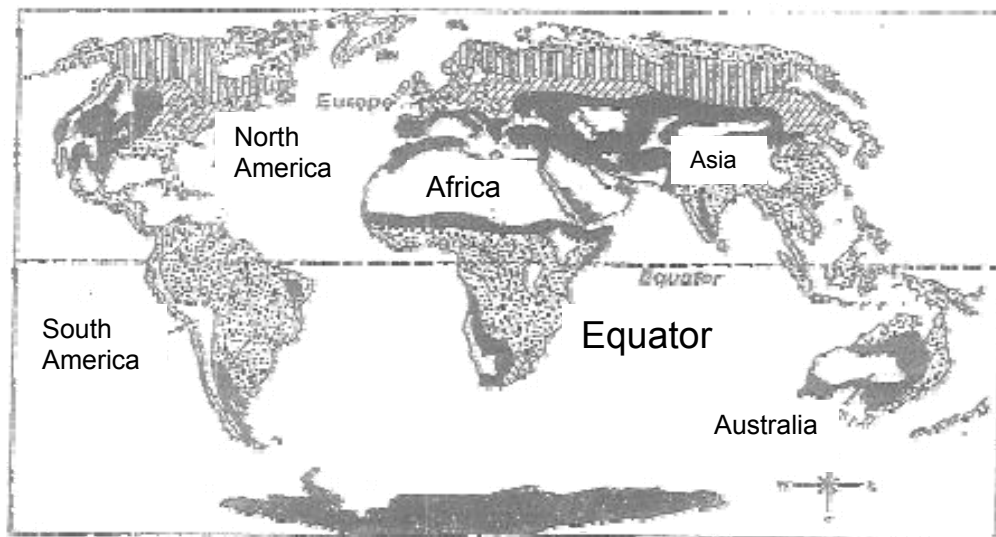 Europe
North
America
Africa
Asia
Equator
South
America
Equator
Australia